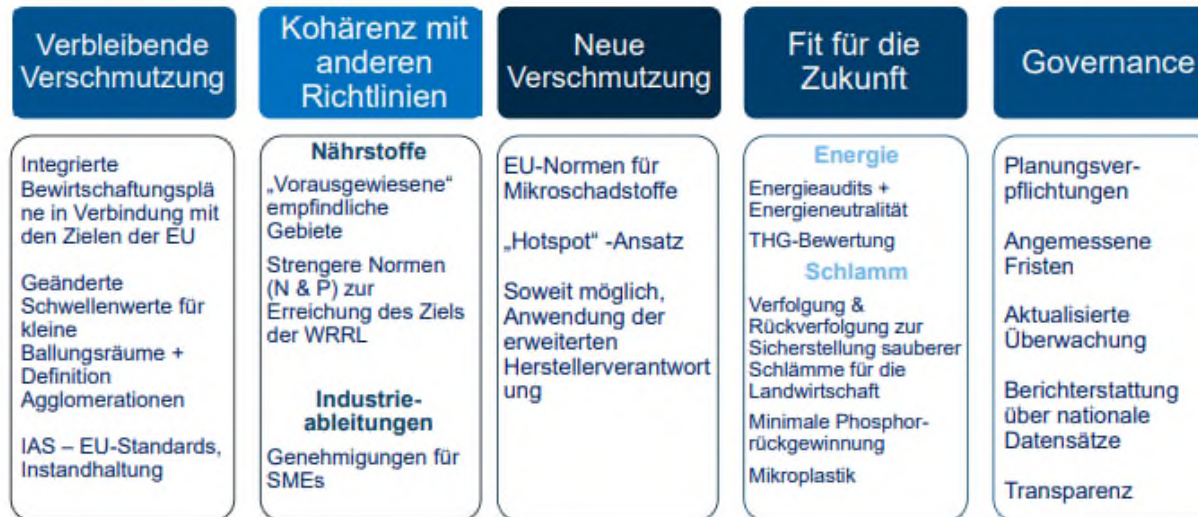 Verbleibende
Verschmutzung
Integrierte
Bewirtschaftungsplä
ne in Verbindung mit
den Zielen der EU
Geänderte
Schwellenwerte für
kleine
Ballungsräume +
Definition
Agglomerationen
IAS – EU-Standards,
Instandhaltung
Kohärenz mit
anderen
Richtlinien
Nährstoffe
„Vorausgewiesene“
empfindliche
Gebiete
Strengere Normen
(N & P) zur
Erreichung des Ziels
der WRRL
Industrie-
ableitungen
Genehmigungen für
SMEs
Neue
Verschmutzung
EU-Normen für
Mikroschadstoffe
„Hotspot“ -Ansatz
Soweit möglich,
Anwendung der
erweiterten
Herstellerverantwort
ung
Fit für die
Zukunft
Energie
Energieaudits +
Energieneutralität
THG-Bewertung
Schlamm
Verfolgung &
Rückverfolgung zur
Sicherstellung sauberer
Schlämme für die
Landwirtschaft
Minimale Phosphor-
rückgewinnung
Mikroplastik
Governance
Planungsver-
pflichtungen
Angemessene
Fristen
Aktualisierte
Überwachung
Berichterstattung
über nationale
Datensätze
Transparenz